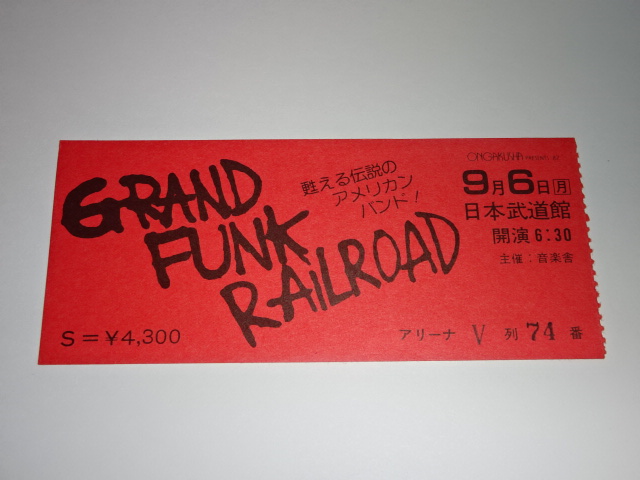 GRAND
FUNK
RAILROAD
甦える伝説の
アメリカン
バンド!
ONGAKUSHA PRESENTS
9月6日(月)
日本武道館
開演6:30
主催:音楽舎
S=¥4,300
アリーナ V 列 74 番